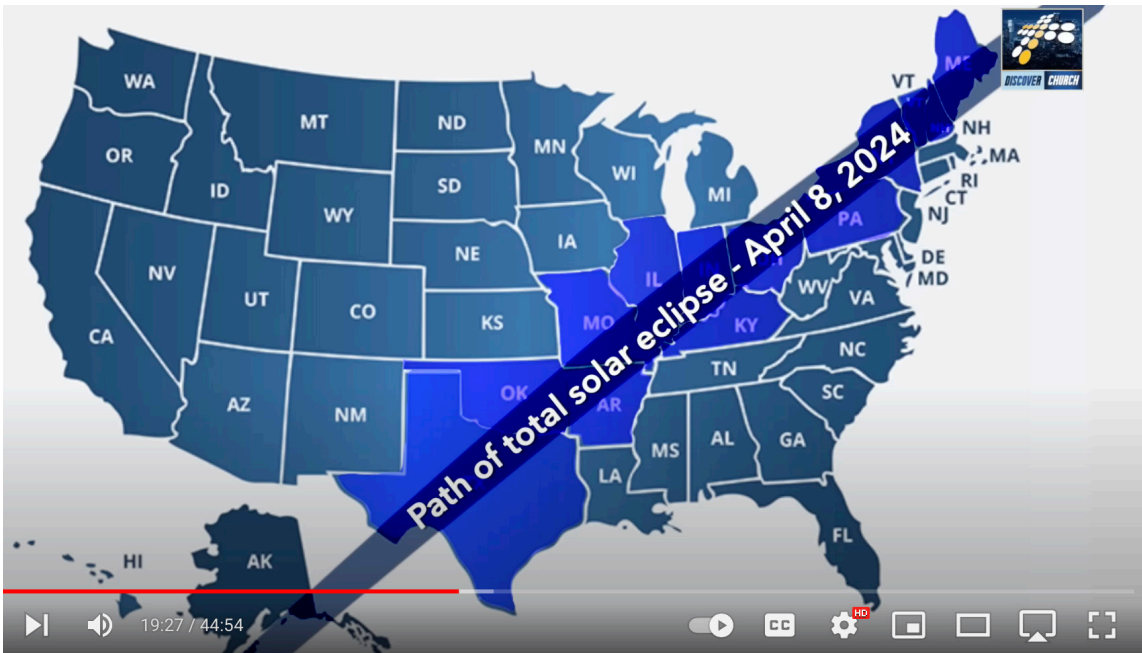 DISCOVER CHURCH
WA
MT
ND
MN
VT
ME
NH
MA
RI
CT
NJ
OR
ID
SD
WI
MI
WY
NE
IA
PA
DE
MD
NV
UT
CO
KS
MO
IL
WV
VA
KY
CA
AZ
NM
OK
AR
TN
NC
SC
MS
AL
GA
LA
FL
HI
AK
Path of total solar eclipse - April 8, 2024
19:27 / 44:54
CC
HD